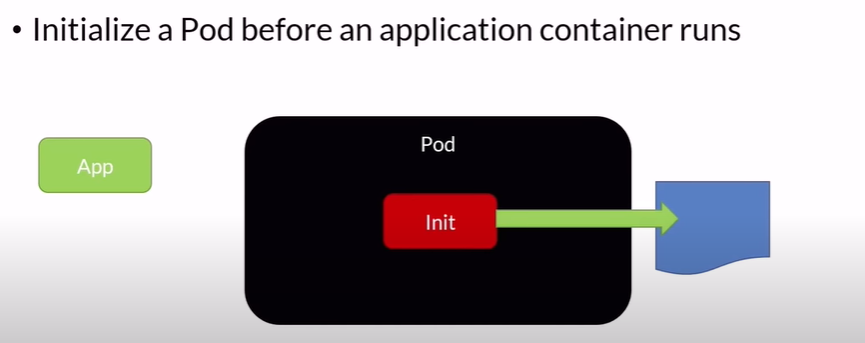 • Initialize a Pod before an application container runs
Pod
App
Init